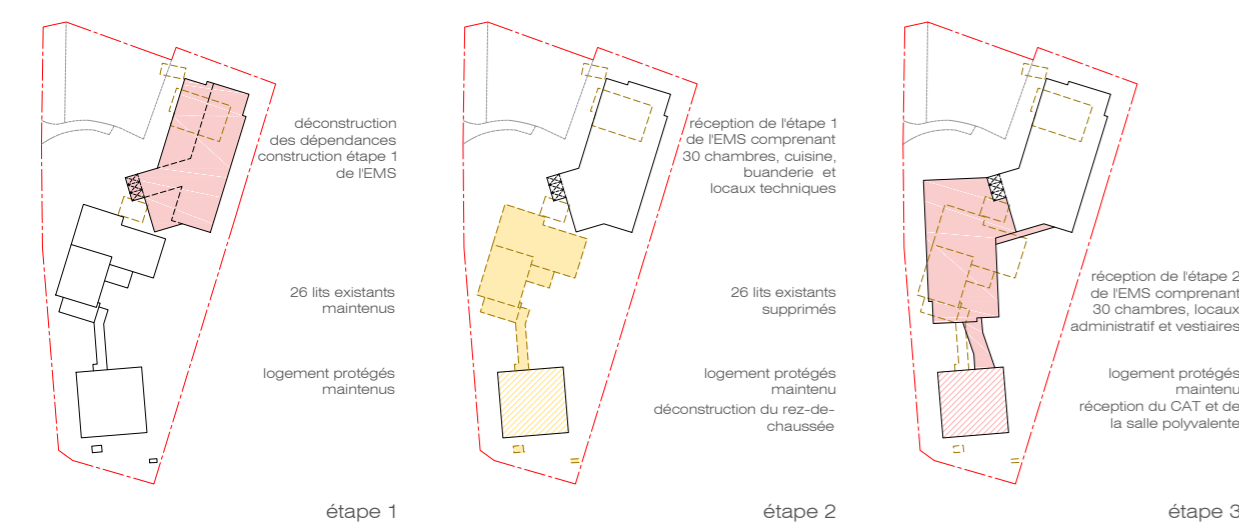 déconstruction
des dépendances
construction étape 1
de l'EMS
26 lits existants
maintenus
logement protégés
maintenus
étape 1
réception de l'étape 1
de l'EMS comprenant
30 chambres, cuisine,
buanderie et
locaux techniques
26 lits existants
supprimés
logement protégés
maintenu
déconstruction du rez-de-
chaussée
étape 2
réception de l'étape 2
de l'EMS comprenant
30 chambres, locaux
administratif et vestiaires
logement protégés
maintenu
réception du CAT et de
la salle polyvalente
étape 3